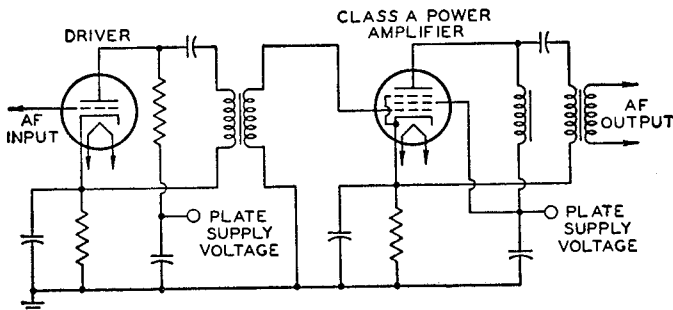 DRIVER
CLASS A POWER
AMPLIFIER
AF
INPUT
AF
OUTPUT
PLATE
SUPPLY
VOLTAGE
PLATE
SUPPLY
VOLTAGE